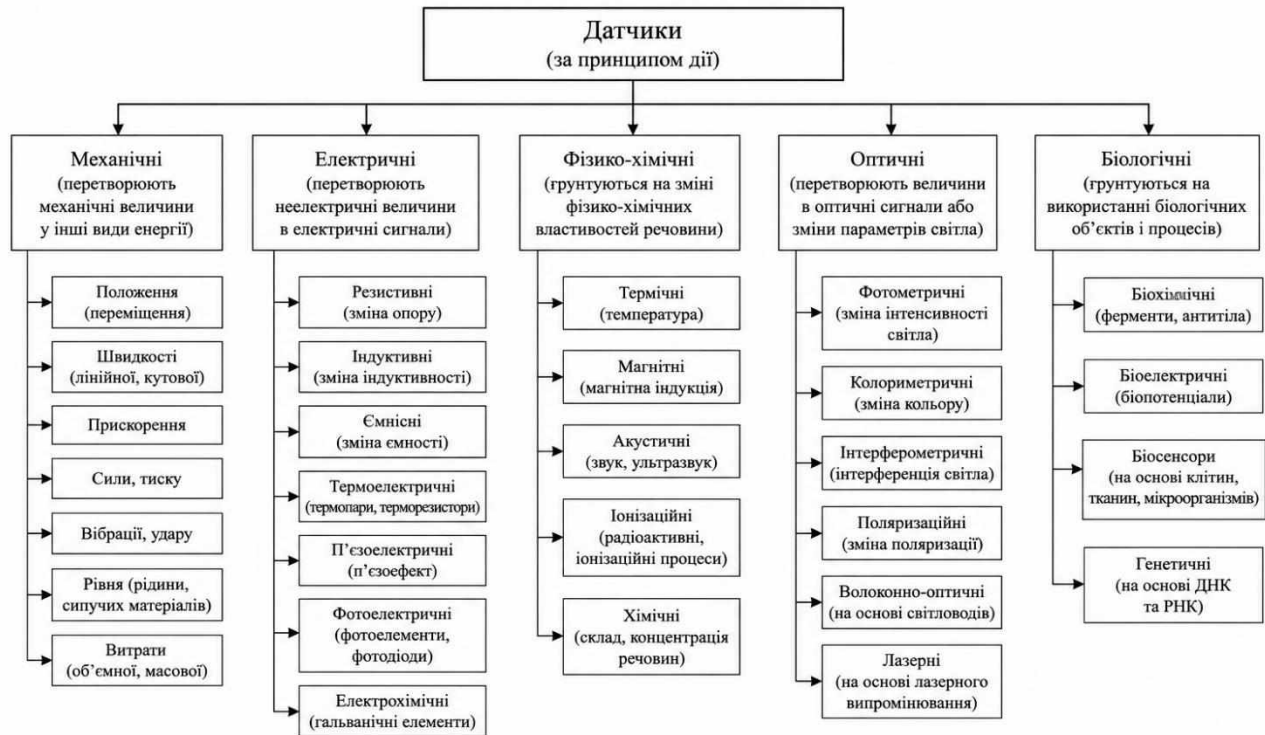 Датчики
(за принципом дії)
Механічні
(перетворюють
механічні величини
у інші види енергії)
Положення
(переміщення)
Швидкості
(лінійної, кутової)
Прискорення
Сили, тиску
Вібрації, удару
Рівня (рідини,
сипучих матеріалів)
Витрати
(об’ємної, масової)
Електричні
(перетворюють
неелектричні величини
в електричні сигнали)
Резистивні
(зміна опору)
Індуктивні
(зміна індуктивності)
Ємнісні
(зміна ємності)
Термоелектричні
(термопари, терморезистори)
П’єзоелектричні
(п’єзоефект)
Фотоелектричні
(фотоелементи,
фотодіоди)
Електрохімічні
(гальванічні елементи)
Фізико-хімічні
(ґрунтуються на зміні
фізико-хімічних
властивостей речовини)
Термічні
(температура)
Магнітні
(магнітна індукція)
Акустичні
(звук, ультразвук)
Іонізаційні
(радіоактивні,
іонізаційні процеси)
Хімічні
(склад, концентрація
речовин)
Оптичні
(перетворюють величини
в оптичні сигнали або
зміни параметрів світла)
Фотометричні
(зміна інтенсивності
світла)
Колориметричні
(зміна кольору)
Інтерферометричні
(інтерференція світла)
Поляризаційні
(зміна поляризації)
Волоконно-оптичні
(на основі світловодів)
Лазерні
(на основі лазерного
випромінювання)
Біологічні
(ґрунтуються на
використанні біологічних
об’єктів і процесів)
(ферменти, антитіла)
Біоелектричні
(біопотенціали)
Біосенсори
(на основі клітин,
тканин, мікроорганізмів)
Генетичні
(на основі ДНК
та РНК)